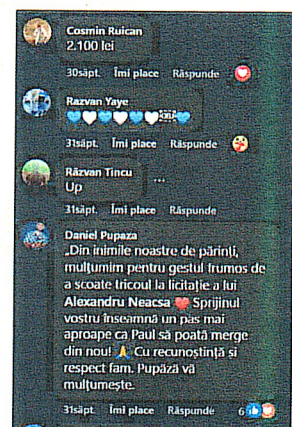 Cosmin Ruican
2.100 lei
30săpt. Îmi place Răspunde
Razvan Yaye
💙🤍💙🤍💙🤍💙
31săpt. Îmi place Răspunde
Răzvan Tincu
Up
31săpt. Îmi place Răspunde
Daniel Pupaza
„Din inimile noastre de părinți,
mulțumim pentru gestul frumos de
a scoate tricoul la licitație a lui
Alexandru Neacsa ❤️ Sprijinul
vostru înseamnă un pas mai
aproape ca Paul să poată merge
din nou! 🙏 Cu recunoștință și
respect fam. Pupăză vă
mulțumește.
31săpt. Îmi place Răspunde 6